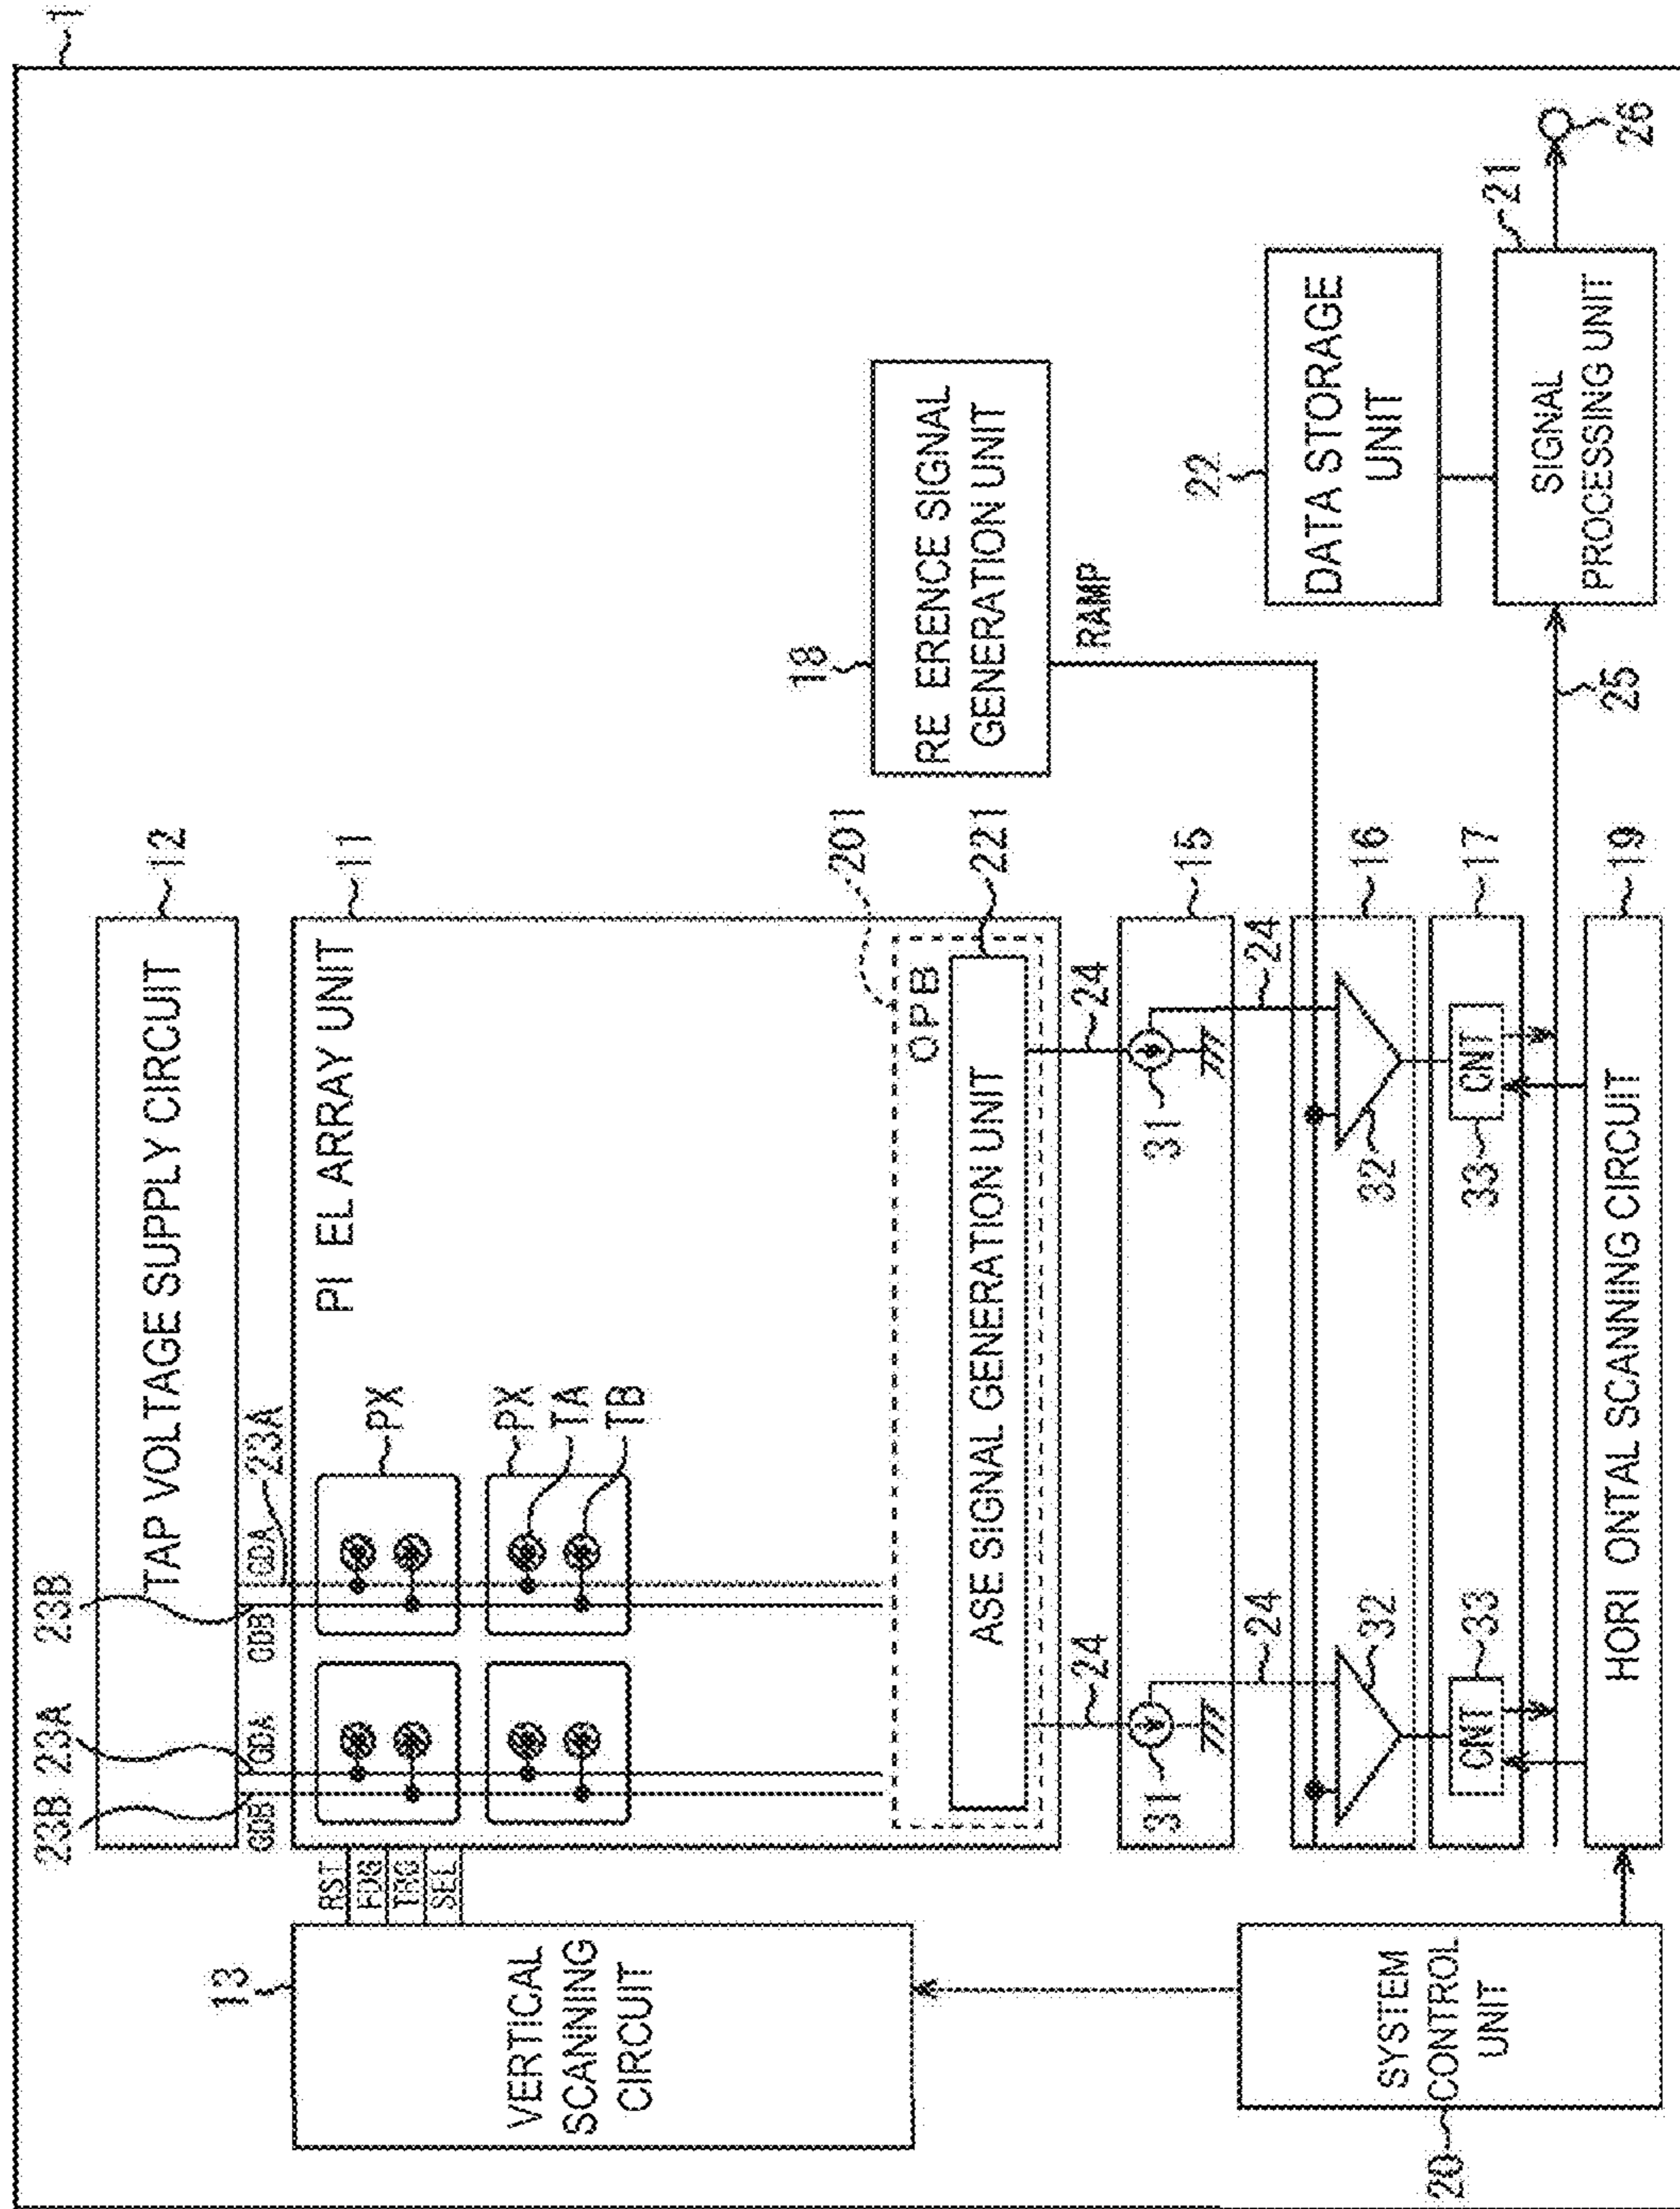 1
23B 23A 23B
12
TAP VOLTAGE SUPPLY CIRCUIT
GDB GDA GDB GDA 23A
13
RST
FDG
TRG
SEL
11
PI EL ARRAY UNIT
PX
PX
TA
TB
VERTICAL
SCANNING
CIRCUIT
18
RE ERENCE SIGNAL
GENERATION UNIT
201
OPB
ASE SIGNAL GENERATION UNIT
221
RAMP
24 24
31 31
15
24 24
22
DATA STORAGE
UNIT
32 32
16
SYSTEM
CONTROL
UNIT
20
CNT 33 33 CNT
17
21
SIGNAL
PROCESSING UNIT
25
26
HORI ONTAL SCANNING CIRCUIT
19